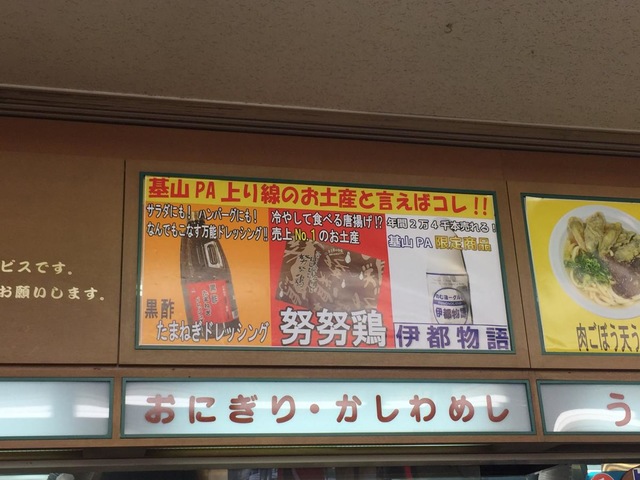 基山PA上り線のお土産と言えばコレ!!
サラダにも!ハンバーグにも!
なんでもこなす万能ドレッシング!!
黒酢
たまねぎドレッシング
冷やして食べる唐揚げ!?
売上No.1のお土産
努努鶏
年間2万4千本売れる!
基山PA限定商品
伊都物語
伊都物語
ビスです。
お願いします。
肉ごぼう天う
おにぎり・かしわめし
う